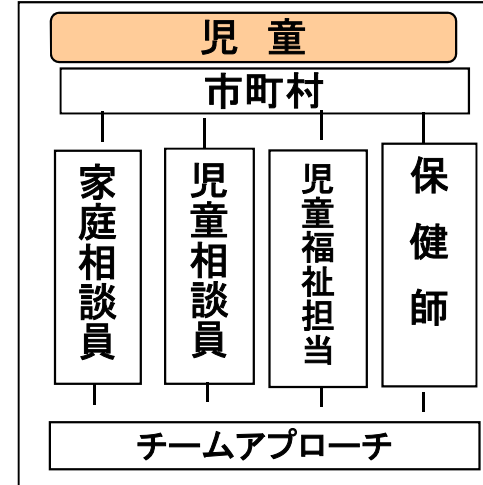 児 童
市町村
家庭相談員
児童相談員
児童福祉担当
保健師
チームアプローチ